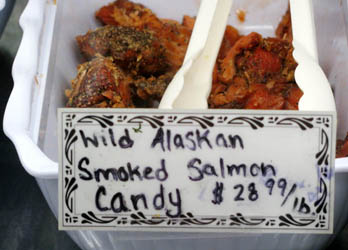 Wild Alaskan
Smoked Salmon
Candy $ 28 99/lb